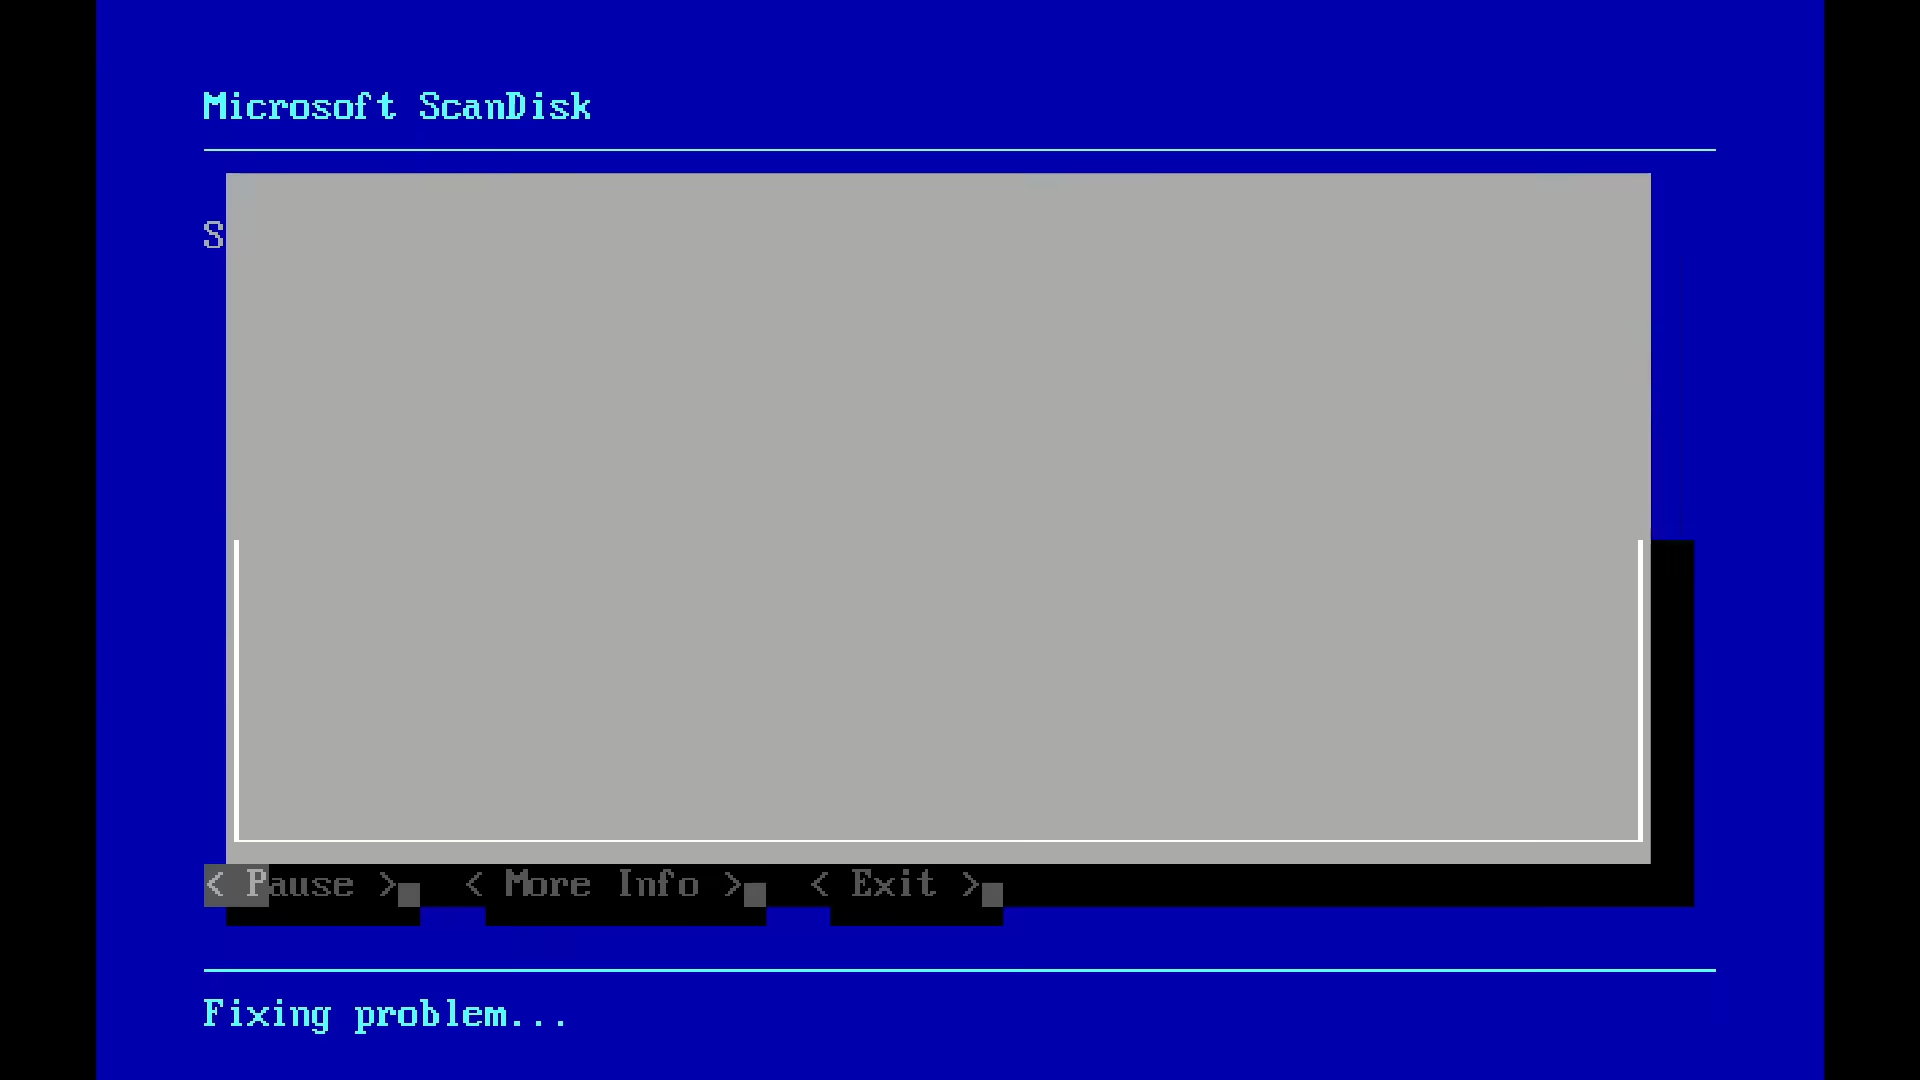 Microsoft ScanDisk
S
< Pause > < More Info > < Exit >
Fixing problem...